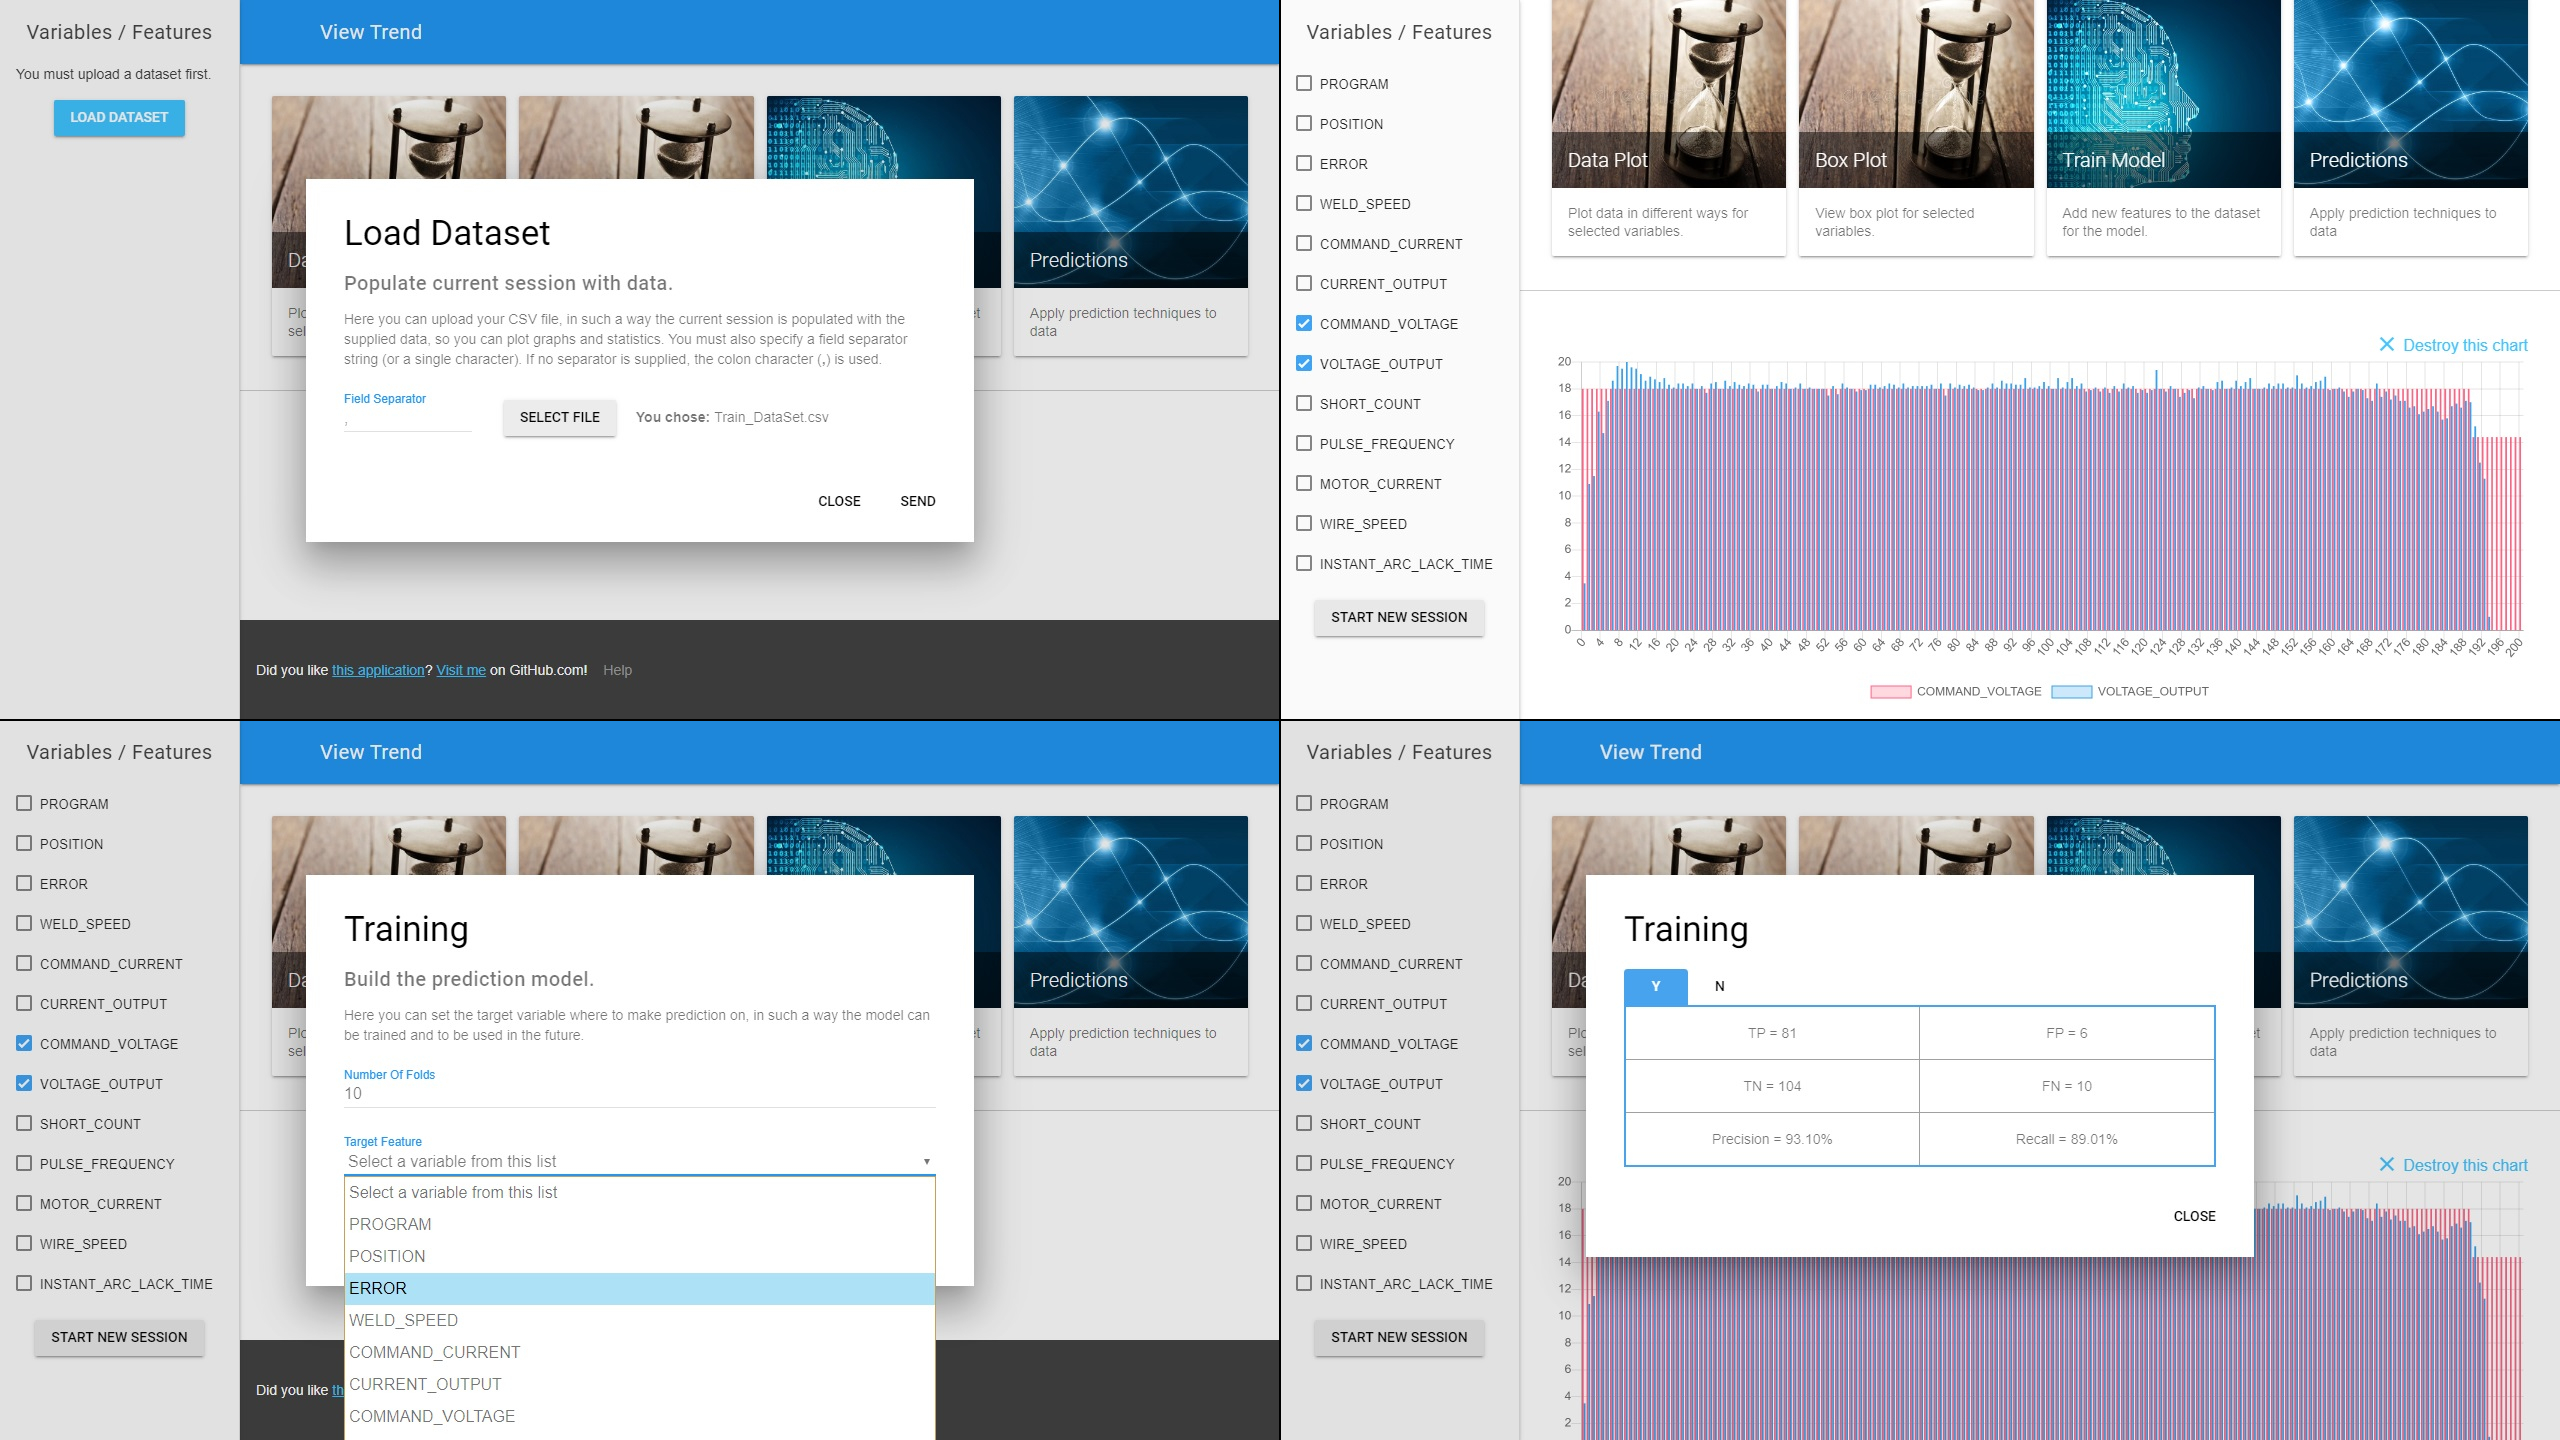 Variables / Features
You must upload a dataset first.
LOAD DATASET
View Trend
Load Dataset
Populate current session with data.
Here you can upload your CSV file, in such a way the current session is populated with the
supplied data, so you can plot graphs and statistics. You must also specify a field separator
string (or a single character). If no separator is supplied, the colon character (,) is used.
Field Separator
,
SELECT FILE
You chose: Train_DataSet.csv
CLOSE
SEND
Da
Plo
sel
et
Predictions
Apply prediction techniques to
data
Did you like this application? Visit me on GitHub.com! Help
Variables / Features
PROGRAM
POSITION
ERROR
WELD_SPEED
COMMAND_CURRENT
CURRENT_OUTPUT
COMMAND_VOLTAGE
VOLTAGE_OUTPUT
SHORT_COUNT
PULSE_FREQUENCY
MOTOR_CURRENT
WIRE_SPEED
INSTANT_ARC_LACK_TIME
START NEW SESSION
Data Plot
Plot data in different ways for
selected variables.
Box Plot
View box plot for selected
variables.
Train Model
Add new features to the dataset
for the model.
Predictions
Apply prediction techniques to
data
Destroy this chart
20
18
16
14
12
10
8
6
4
2
0
0 4 8 12 16 20 24 28 32 36 40 44 48 52 56 60 64 68 72 76 80 84 88 92 96 100 104 108 112 116 120 124 128 132 136 140 144 148 152 156 160 164 168 172 176 180 184 188 192 196 200
COMMAND_VOLTAGE VOLTAGE_OUTPUT
Variables / Features
PROGRAM
POSITION
ERROR
WELD_SPEED
COMMAND_CURRENT
CURRENT_OUTPUT
COMMAND_VOLTAGE
VOLTAGE_OUTPUT
SHORT_COUNT
PULSE_FREQUENCY
MOTOR_CURRENT
WIRE_SPEED
INSTANT_ARC_LACK_TIME
START NEW SESSION
View Trend
Training
Build the prediction model.
Here you can set the target variable where to make prediction on, in such a way the model can
be trained and to be used in the future.
Number Of Folds
10
Target Feature
Select a variable from this list
Select a variable from this list
PROGRAM
POSITION
ERROR
WELD_SPEED
COMMAND_CURRENT
CURRENT_OUTPUT
COMMAND_VOLTAGE
Da
Plo
sel
et
Predictions
Apply prediction techniques to
data
Did you like th
Variables / Features
PROGRAM
POSITION
ERROR
WELD_SPEED
COMMAND_CURRENT
CURRENT_OUTPUT
COMMAND_VOLTAGE
VOLTAGE_OUTPUT
SHORT_COUNT
PULSE_FREQUENCY
MOTOR_CURRENT
WIRE_SPEED
INSTANT_ARC_LACK_TIME
START NEW SESSION
View Trend
Training
Y N
TP = 81 FP = 6
TN = 104 FN = 10
Precision = 93.10% Recall = 89.01%
CLOSE
Da
Plo
sel
et
Predictions
Apply prediction techniques to
data
Destroy this chart
20
18
16
14
12
10
8
6
4
2